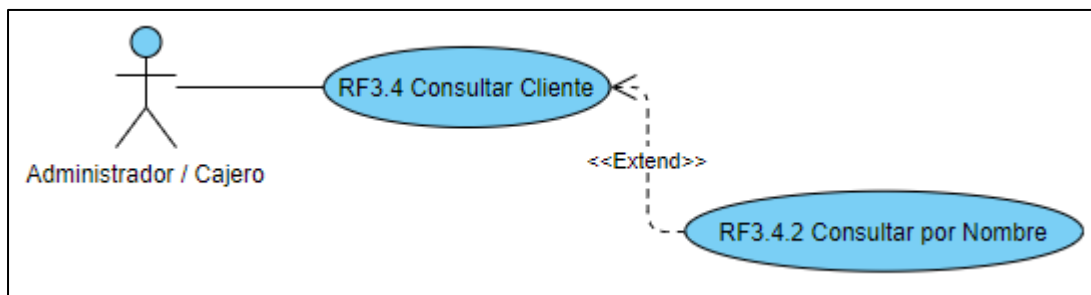 RF3.4 Consultar Cliente
Administrador / Cajero
<<Extend>>
RF3.4.2 Consultar por Nombre